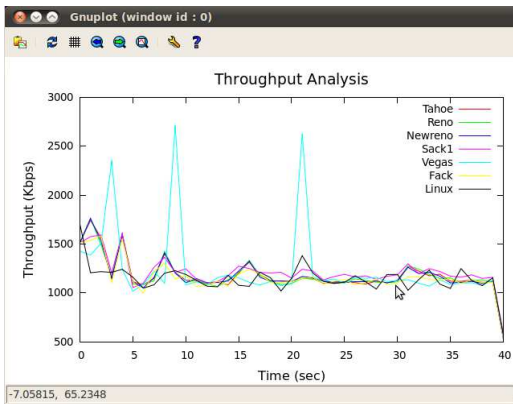 Gnuplot (window id : 0)
?
Throughput Analysis
3000
2500
2000
1500
1000
500
Throughput (Kbps)
Tahoe
Reno
Newreno
Sack1
Vegas
Fack
Linux
0 5 10 15 20 25 30 35 40
Time (sec)
-7.05815, 65.2348